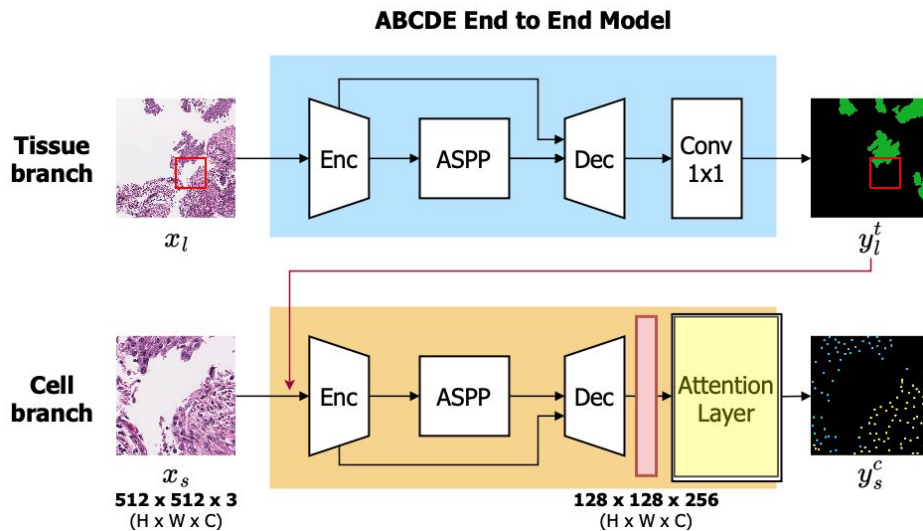 ABCDE End to End Model
Tissue
branch
Enc
ASPP
Dec
Conv
1x1
x_l
y_l^t
Cell
branch
Enc
ASPP
Dec
Attention
Layer
x_s
y_s^c
512 x 512 x 3
(H x W x C)
128 x 128 x 256
(H x W x C)